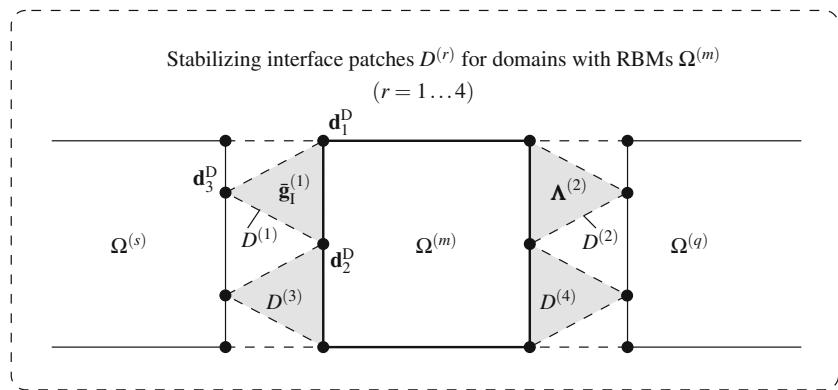 Stabilizing interface patches D^(r) for domains with RBMs Ω^(m)
(r = 1…4)
d_1^D
d_3^D
ḡ_I^(1)
Λ^(2)
D^(1)
D^(2)
Ω^(s)
Ω^(m)
Ω^(q)
d_2^D
D^(3)
D^(4)